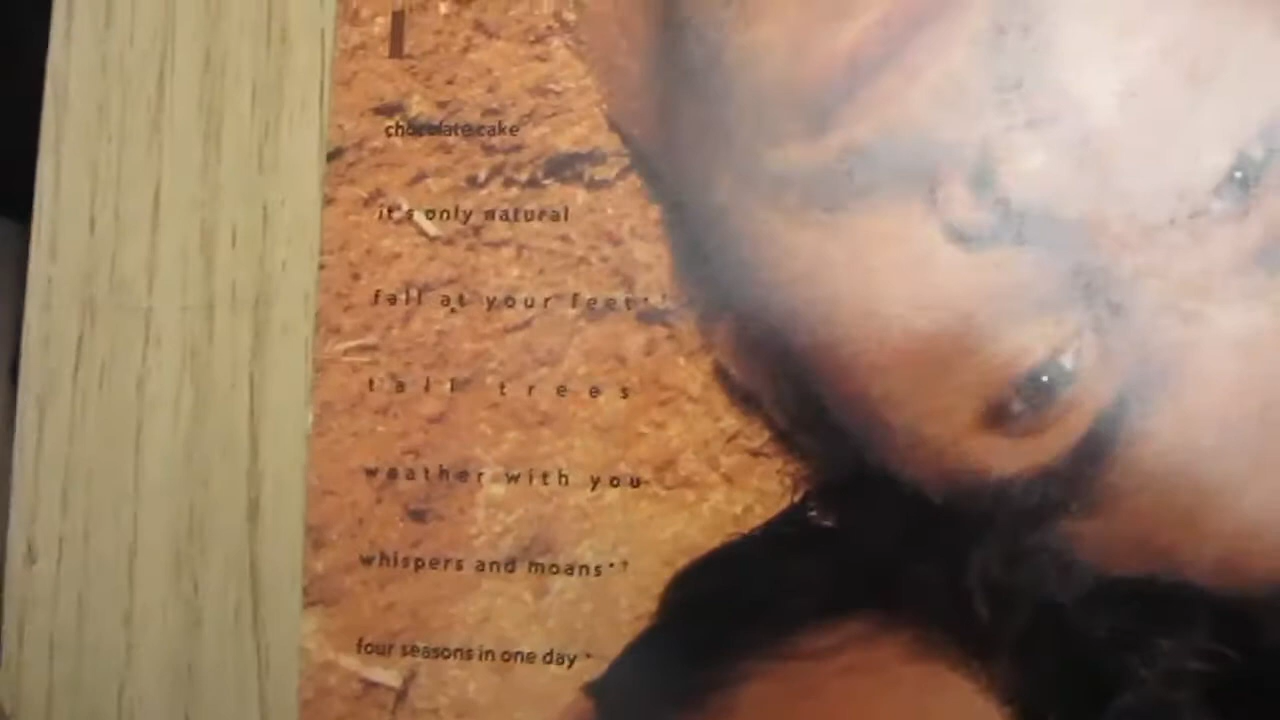 chocolate cake
it's only natural
fall at your feet
tall trees
weather with you
whispers and moans*†
four seasons in one day*